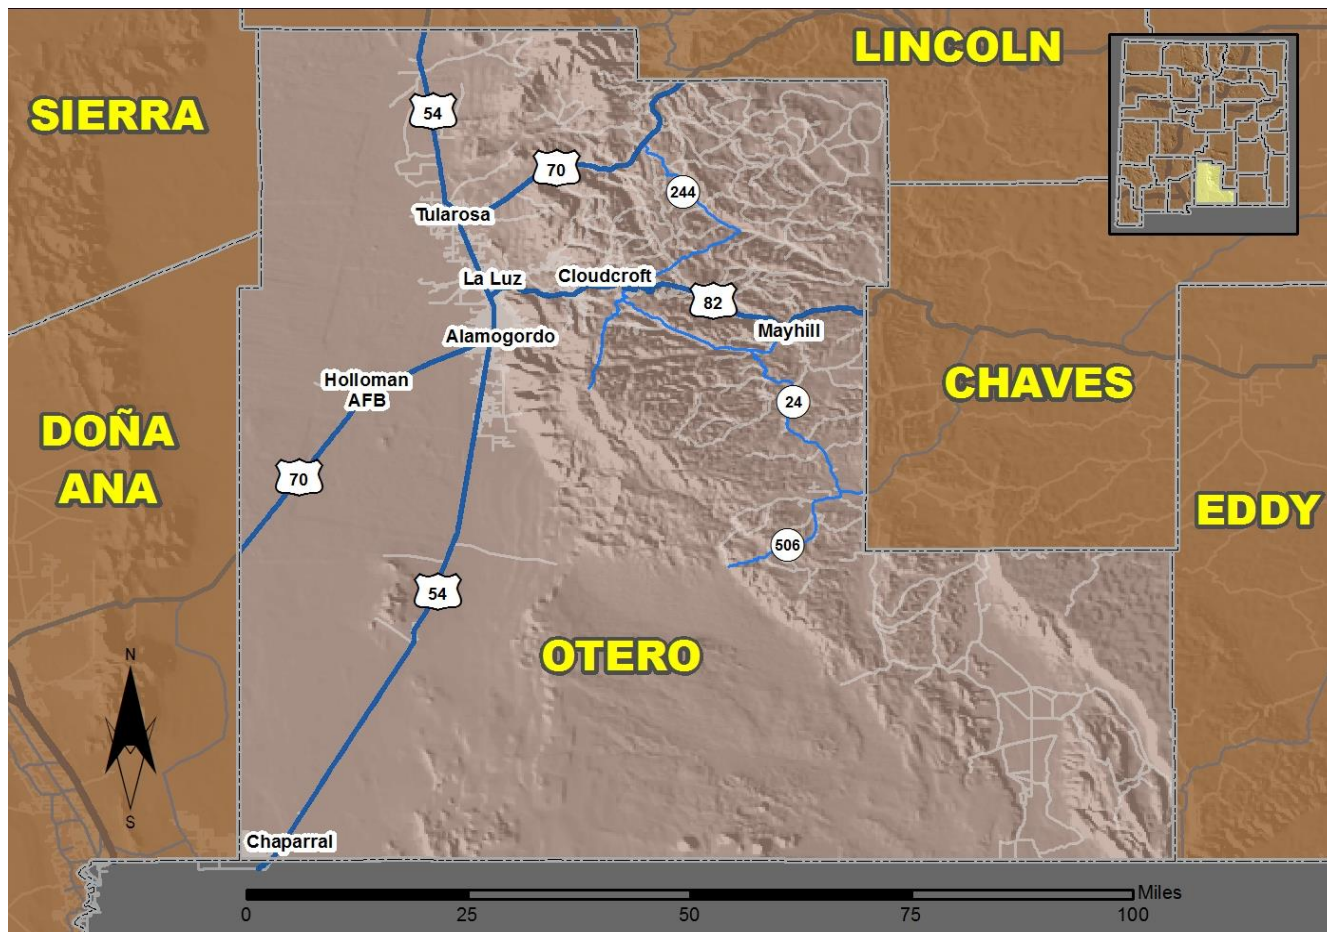 LINCOLN
SIERRA
54
70
244
Tularosa
La Luz
Cloudcroft
82
Mayhill
Alamogordo
Holloman
AFB
CHAVES
24
DOÑA
ANA
70
EDDY
506
54
OTERO
N
S
Chaparral
Miles
0
25
50
75
100